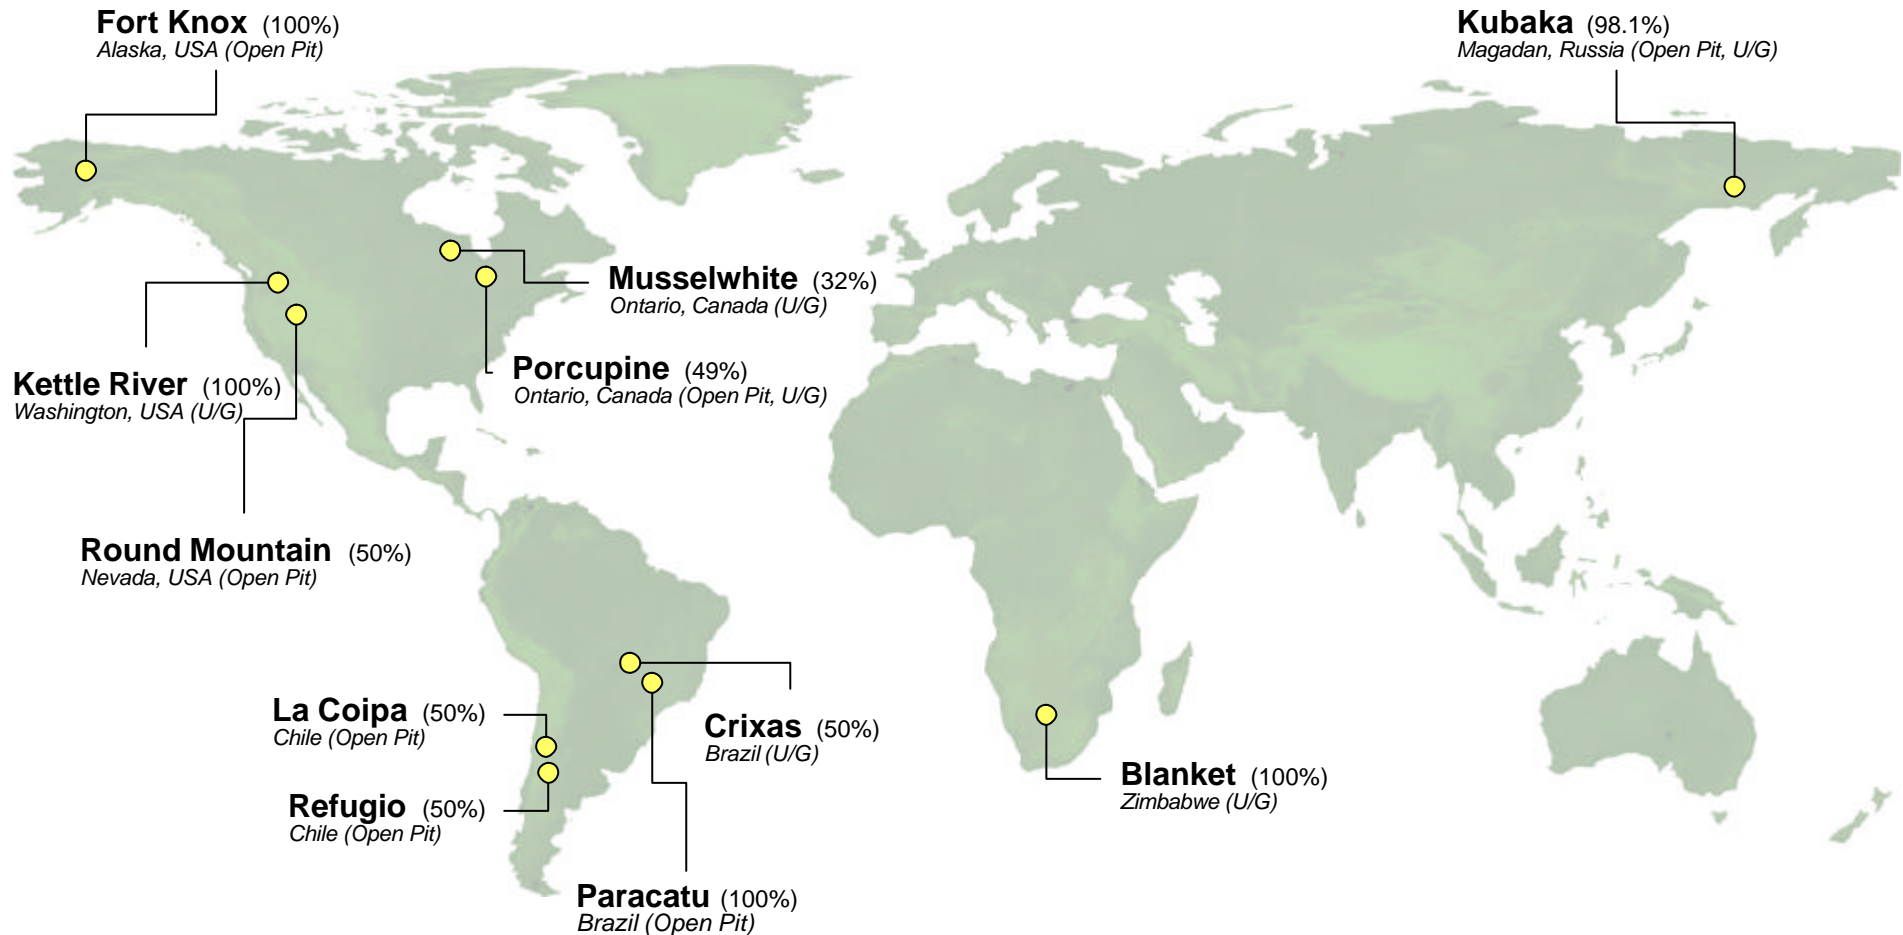 Fort Knox (100%)
Alaska, USA (Open Pit)
Kubaka (98.1%)
Magadan, Russia (Open Pit, U/G)
Musselwhite (32%)
Ontario, Canada (U/G)
Porcupine (49%)
Ontario, Canada (Open Pit, U/G)
Kettle River (100%)
Washington, USA (U/G)
Round Mountain (50%)
Nevada, USA (Open Pit)
La Coipa (50%)
Chile (Open Pit)
Crixas (50%)
Brazil (U/G)
Blanket (100%)
Zimbabwe (U/G)
Refugio (50%)
Chile (Open Pit)
Paracatu (100%)
Brazil (Open Pit)